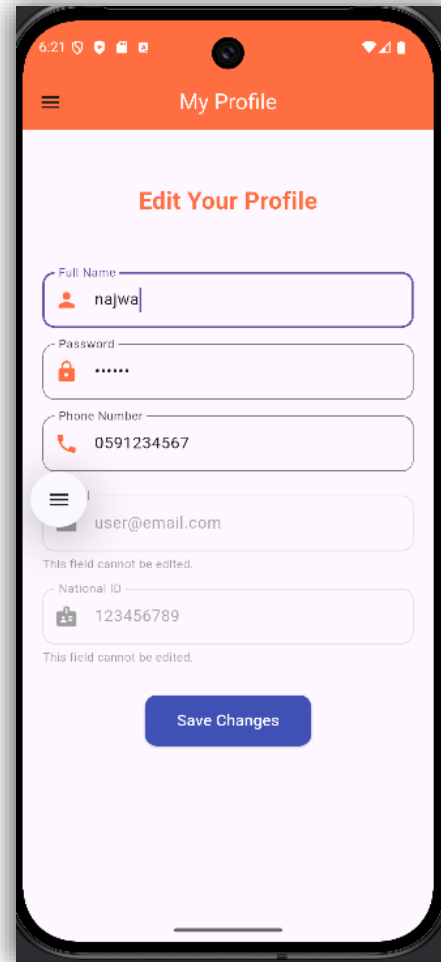 6:21
My Profile
Edit Your Profile
Full Name
najwa
Password
••••••
Phone Number
0591234567
user@email.com
This field cannot be edited.
National ID
123456789
This field cannot be edited.
Save Changes